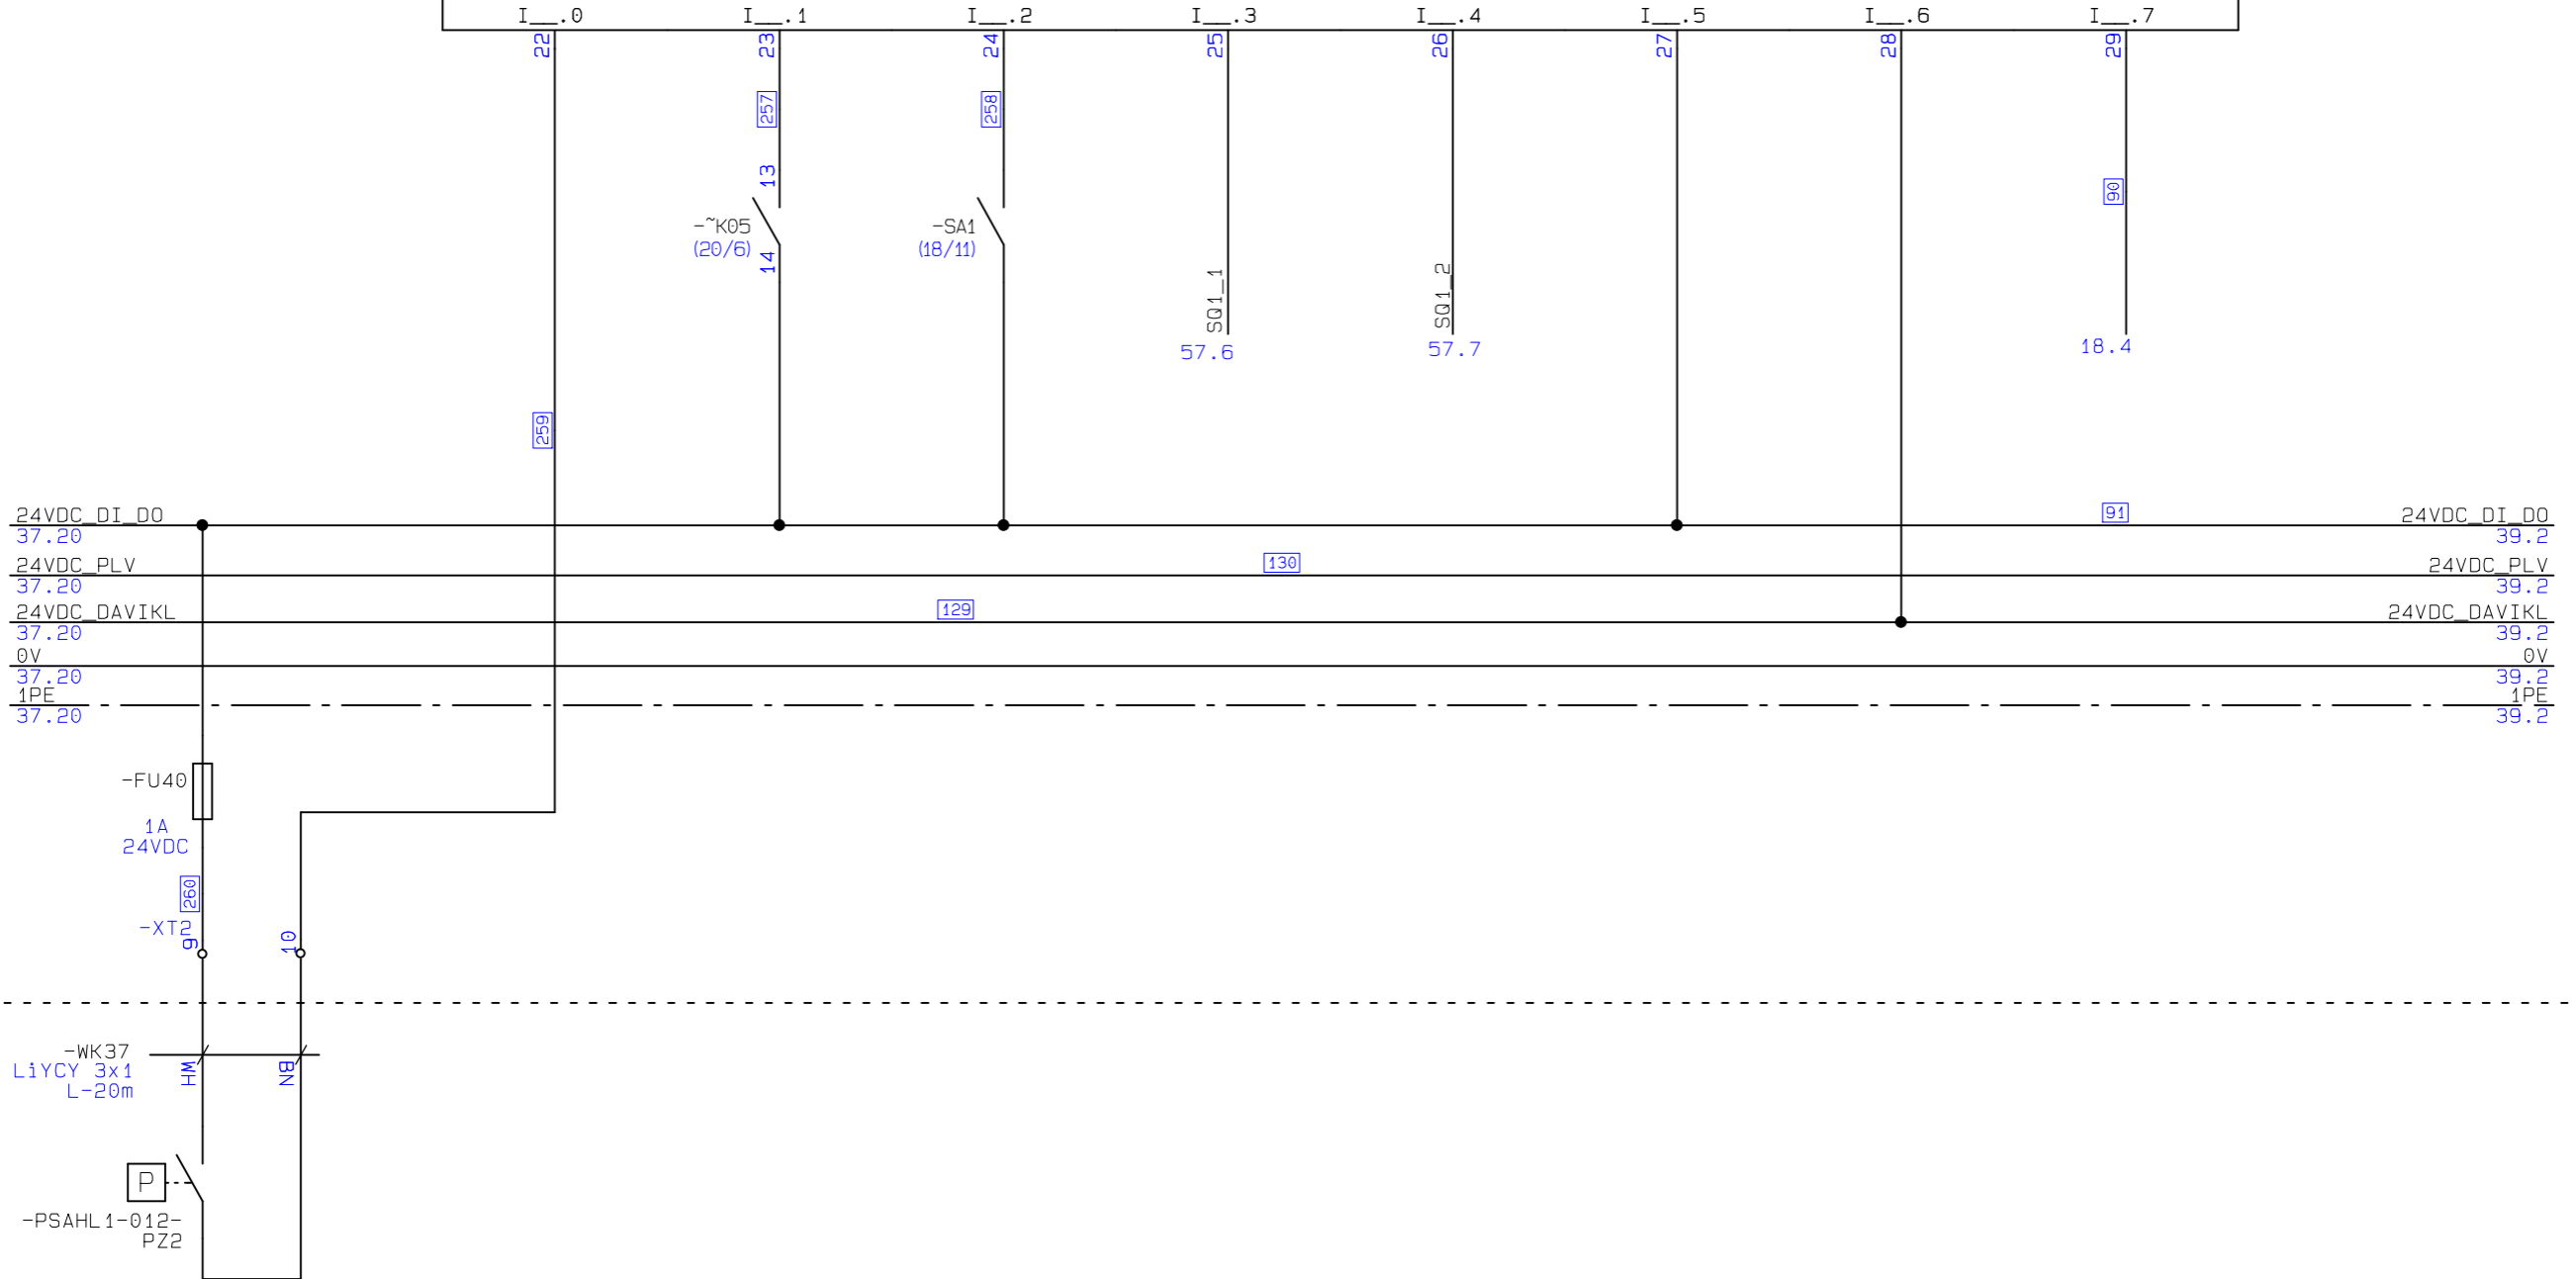 I__.0 I__.1 I__.2 I__.3 I__.4 I__.5 I__.6 I__.7
22 23 24 25 26 27 28 29
257 258
13
90
-~K05 -SA1
(20/6) (18/11)
14
SQ1_1 SQ1_2
57.6 57.7 18.4
259
24VDC_DI_DO 91 24VDC_DI_DO
37.20 39.2
24VDC_PLV 130 24VDC_PLV
37.20 39.2
24VDC_DAVIKL 129 24VDC_DAVIKL
37.20 39.2
0V 0V
37.20 39.2
1PE 1PE
37.20 39.2
-FU40
1A
24VDC
260
-XT2
9 10
-WK37
LiYCY 3x1 WH BN
L-20m
P
-PSAHL1-012-
PZ2